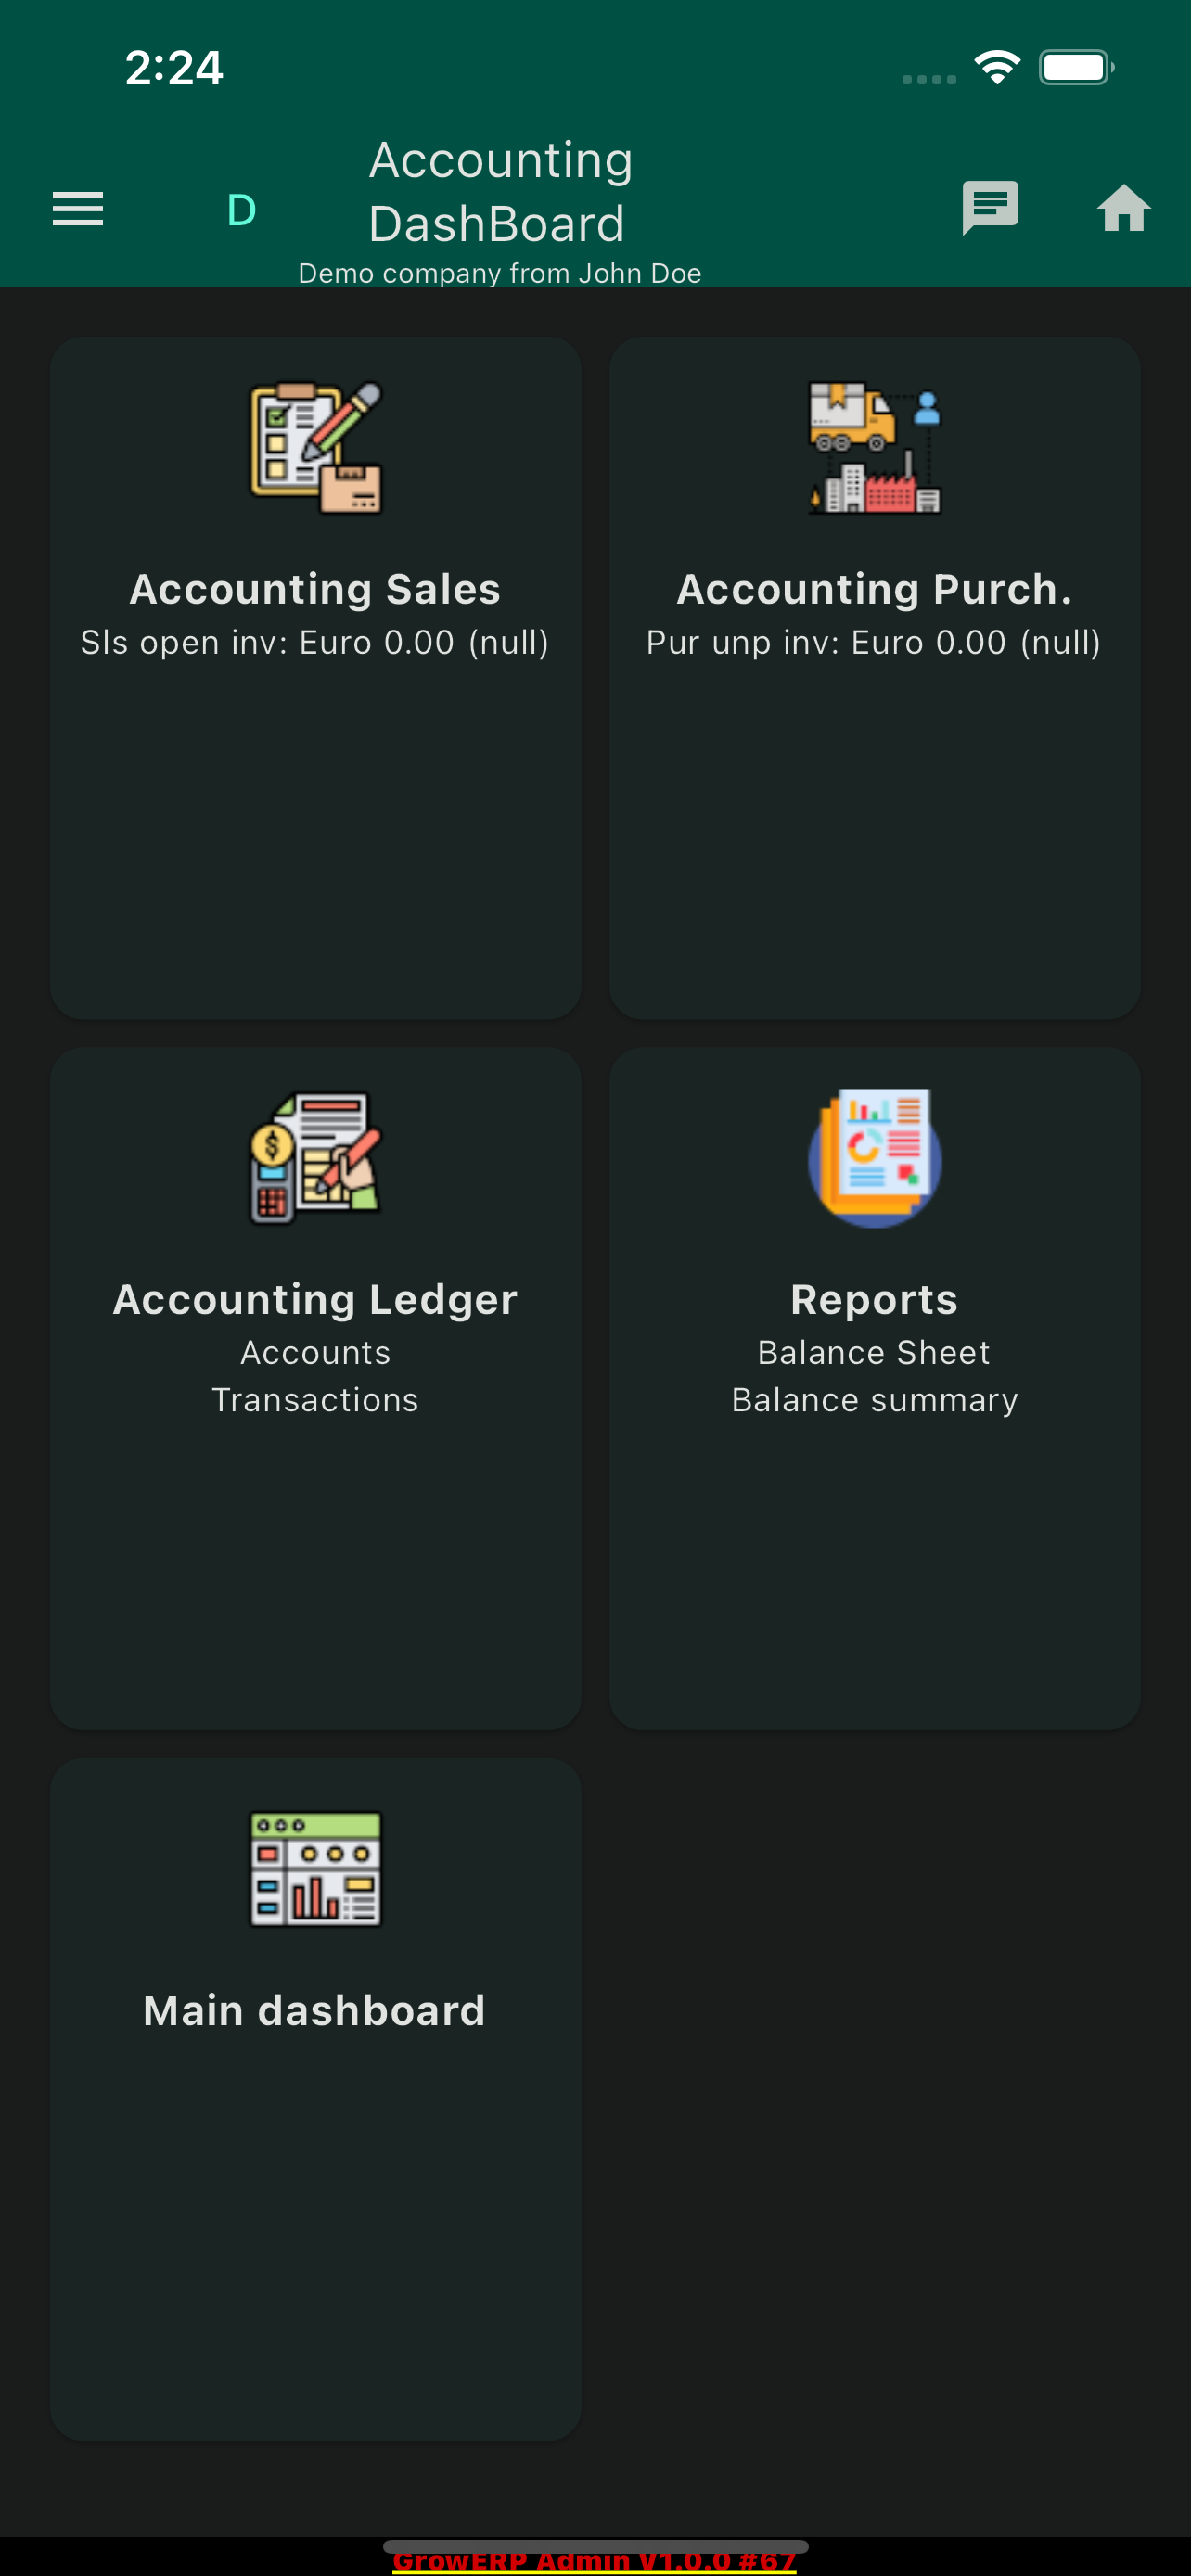 2:24
Accounting
DashBoard
D
Demo company from John Doe
Accounting Sales
Sls open inv: Euro 0.00 (null)
Accounting Purch.
Pur unp inv: Euro 0.00 (null)
Accounting Ledger
Accounts
Transactions
Reports
Balance Sheet
Balance summary
Main dashboard
GrowERP Admin V1.0.0 #67